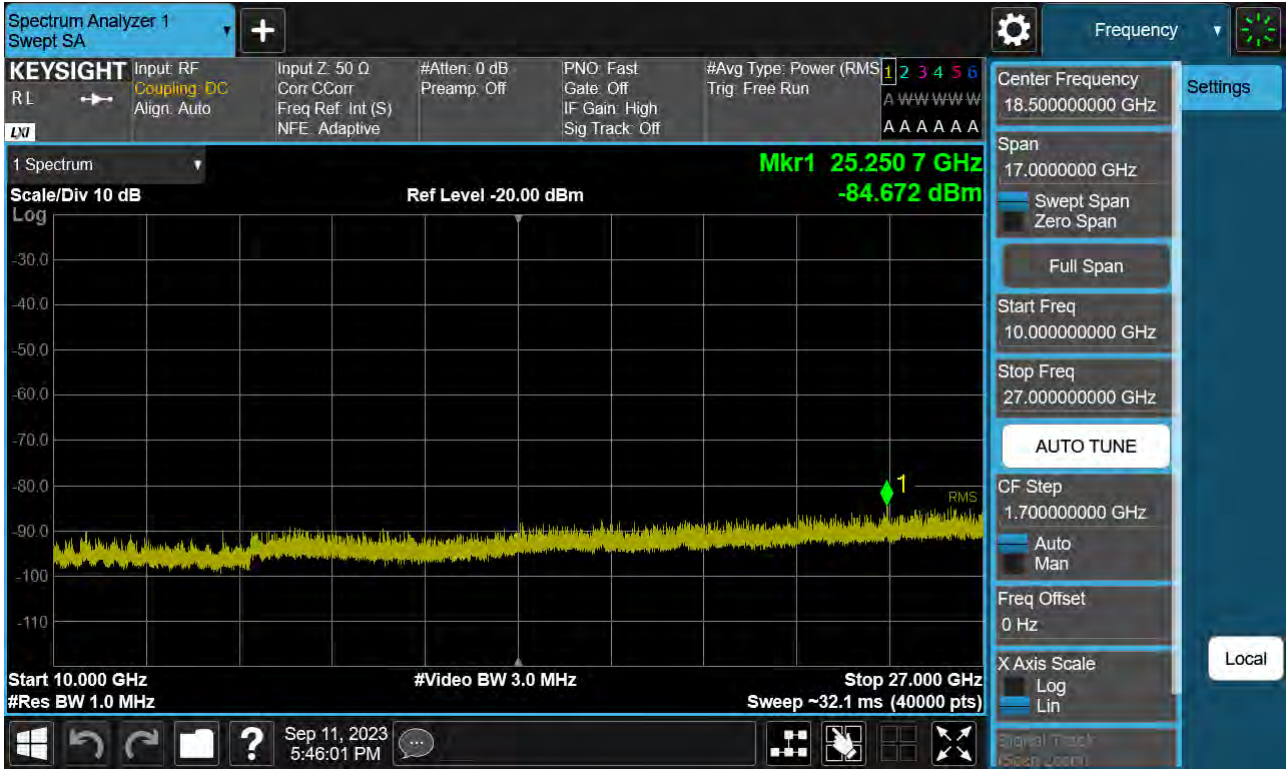 Spectrum Analyzer 1
Swept SA
+
Frequency
KEYSIGHT
RL
LXI
Input: RF
Coupling: DC
Align: Auto
Input Z: 50 Ω
Corr CCorr
Freq Ref: Int (S)
NFE: Adaptive
#Atten: 0 dB
Preamp: Off
PNO: Fast
Gate: Off
IF Gain: High
Sig Track: Off
#Avg Type: Power (RMS
Trig: Free Run
1 2 3 4 5 6
A W W W W W
A A A A A A
1 Spectrum
Mkr1 25.250 7 GHz
Scale/Div 10 dB
Ref Level -20.00 dBm
-84.672 dBm
Log
-30.0
-40.0
-50.0
-60.0
-70.0
-80.0
-90.0
-100
-110
1
RMS
Start 10.000 GHz
#Video BW 3.0 MHz
Stop 27.000 GHz
#Res BW 1.0 MHz
Sweep ~32.1 ms (40000 pts)
Center Frequency
18.500000000 GHz
Settings
Span
17.0000000 GHz
Swept Span
Zero Span
Full Span
Start Freq
10.000000000 GHz
Stop Freq
27.000000000 GHz
AUTO TUNE
CF Step
1.700000000 GHz
Auto
Man
Freq Offset
0 Hz
X Axis Scale
Log
Lin
Signal Track
(Span Zoom)
Local
?
Sep 11, 2023
5:46:01 PM